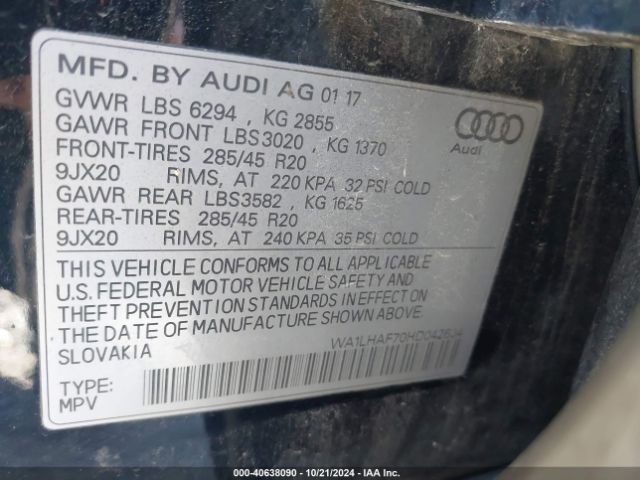 MFD. BY AUDI AG 01 17
GVWR LBS 6294 , KG 2855
GAWR FRONT LBS3020 , KG 1370
FRONT-TIRES 285/45 R20
9JX20 RIMS, AT 220 KPA 32 PSI COLD
GAWR REAR LBS3582 , KG 1625
REAR-TIRES 285/45 R20
9JX20 RIMS, AT 240 KPA 35 PSI COLD
Audi
THIS VEHICLE CONFORMS TO ALL APPLICABLE
U.S. FEDERAL MOTOR VEHICLE SAFETY AND
THEFT PREVENTION STANDARDS IN EFFECT ON
THE DATE OF MANUFACTURE SHOWN ABOVE.
SLOVAKIA
WA1LHAF70HD042634
TYPE:
MPV
000-40638090 - 10/21/2024 - IAA Inc.